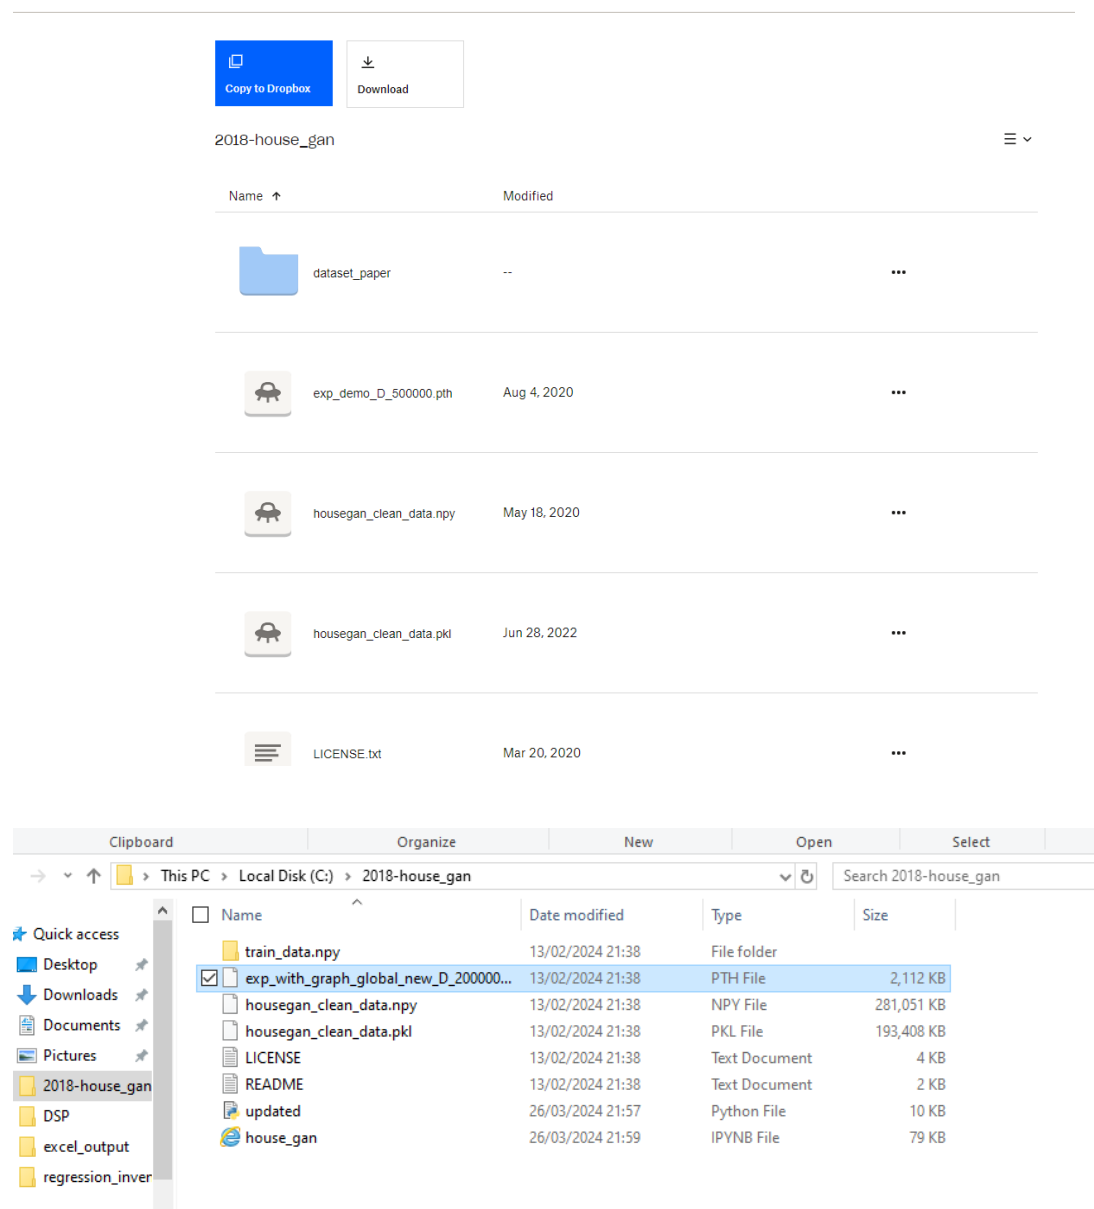 Copy to Dropbox
Download
2018-house_gan
Name Modified
dataset_paper --
exp_demo_D_500000.pth Aug 4, 2020
housegan_clean_data.npy May 18, 2020
housegan_clean_data.pkl Jun 28, 2022
LICENSE.txt Mar 20, 2020
Clipboard Organize New Open Select
This PC > Local Disk (C:) > 2018-house_gan Search 2018-house_gan
Name Date modified Type Size
Quick access
Desktop
Downloads
Documents
Pictures
2018-house_gan
DSP
excel_output
regression_inver
train_data.npy 13/02/2024 21:38 File folder
exp_with_graph_global_new_D_200000... 13/02/2024 21:38 PTH File 2,112 KB
housegan_clean_data.npy 13/02/2024 21:38 NPY File 281,051 KB
housegan_clean_data.pkl 13/02/2024 21:38 PKL File 193,408 KB
LICENSE 13/02/2024 21:38 Text Document 4 KB
README 13/02/2024 21:38 Text Document 2 KB
updated 26/03/2024 21:57 Python File 10 KB
house_gan 26/03/2024 21:59 IPYNB File 79 KB